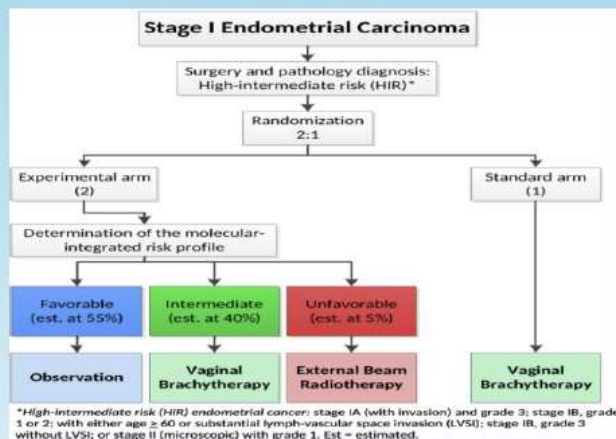 Stage I Endometrial Carcinoma
Surgery and pathology diagnosis:
High-intermediate risk (HIR)*
Randomization
2:1
Experimental arm
(2)
Standard arm
(1)
Determination of the molecular-
integrated risk profile
Favorable
(est. at 55%)
Intermediate
(est. at 40%)
Unfavorable
(est. at 5%)
Observation
Vaginal
Brachytherapy
External Beam
Radiotherapy
Vaginal
Brachytherapy
*High-intermediate risk (HIR) endometrial cancer: stage IA (with invasion) and grade 3; stage IB, grade
1 or 2; with either age ≥ 60 or substantial lymph-vascular space invasion (LVSI); stage IB, grade 3
without LVSI; or stage II (microscopic) with grade 1. Est = estimated.